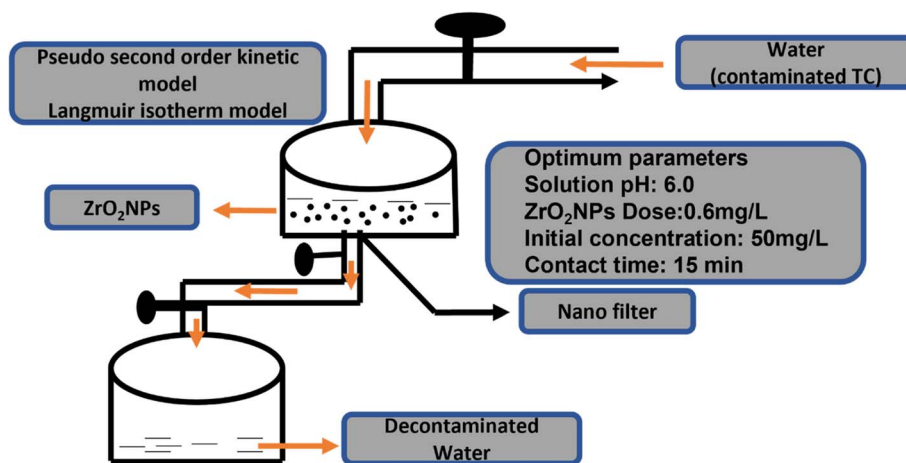 Pseudo second order kinetic
model
Langmuir isotherm model
Water
(contaminated TC)
Optimum parameters
Solution pH: 6.0
ZrO₂NPs Dose:0.6mg/L
Initial concentration: 50mg/L
Contact time: 15 min
ZrO₂NPs
Nano filter
Decontaminated
Water